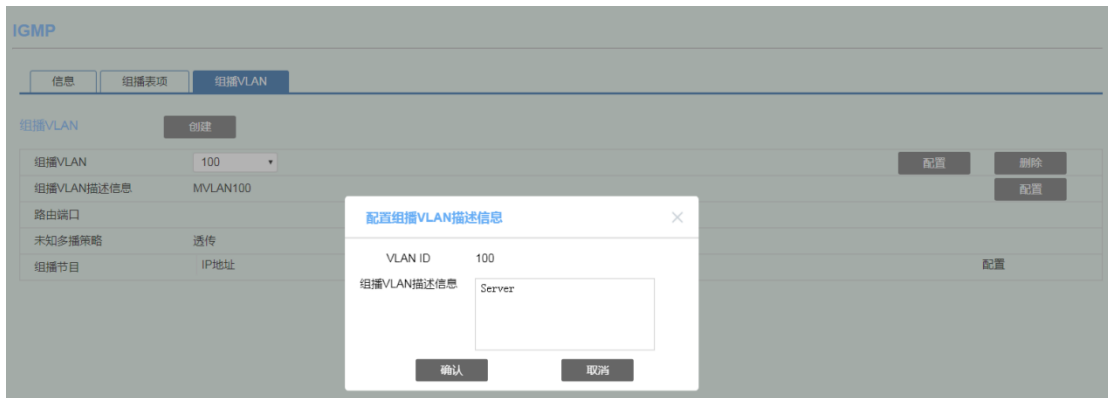 IGMP
信息 组播表项 组播VLAN
组播VLAN 创建
组播VLAN 100 配置 删除
组播VLAN描述信息 MVLAN100 配置
路由端口
未知多播策略 透传
组播节目 IP地址 配置
配置组播VLAN描述信息
VLAN ID 100
组播VLAN描述信息 Server
确认 取消